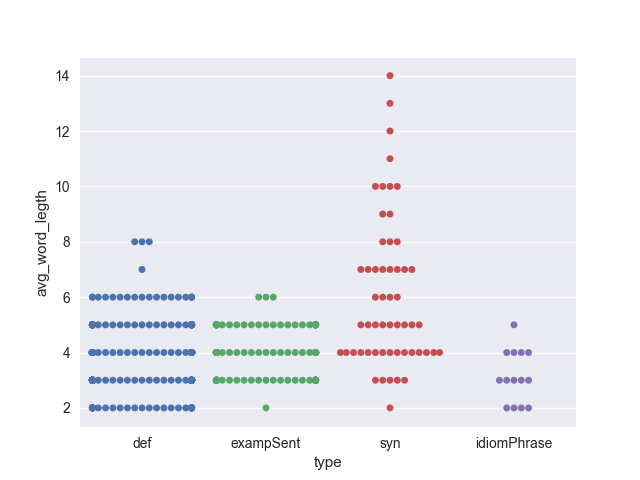 14
12
10
8
6
4
2
avg_word_legth
def
exampSent
syn
idiomPhrase
type